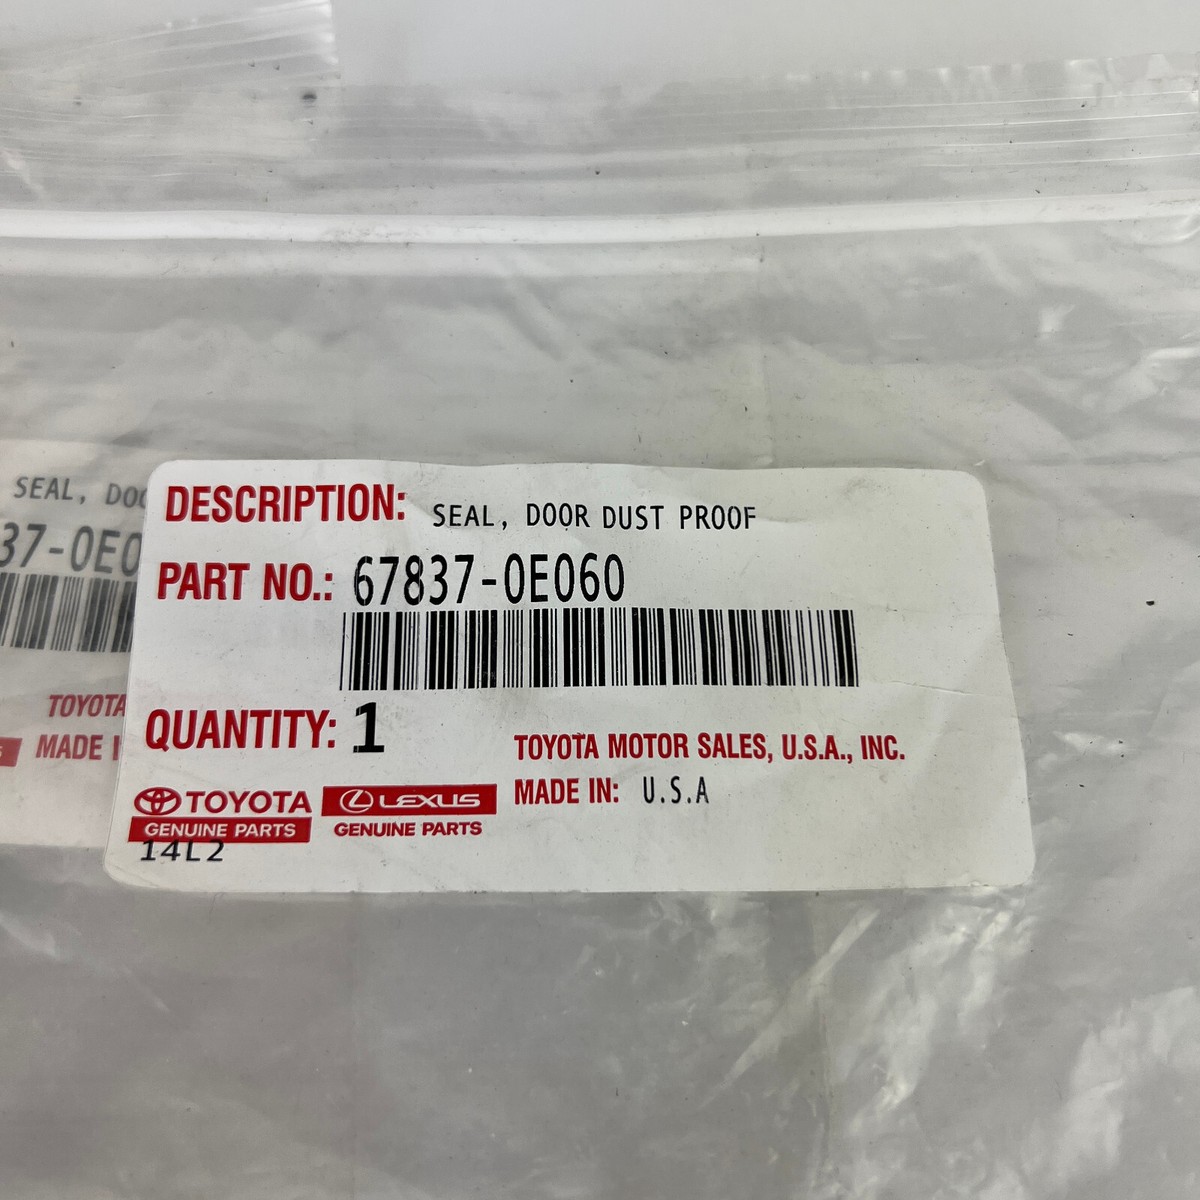 DESCRIPTION: SEAL, DOOR DUST PROOF
PART NO.: 67837-0E060
QUANTITY: 1
TOYOTA MOTOR SALES, U.S.A., INC.
MADE IN: U.S.A
TOYOTA
GENUINE PARTS
LEXUS
GENUINE PARTS
14L2
SEAL,
37-0E0
TOYOTA
MADE